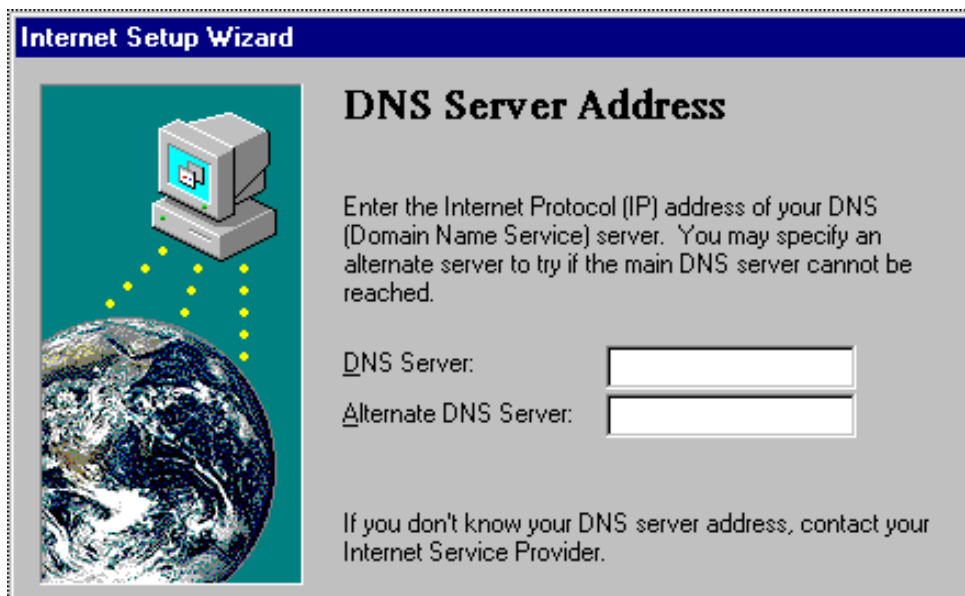 Internet Setup Wizard
DNS Server Address
Enter the Internet Protocol (IP) address of your DNS
(Domain Name Service) server.  You may specify an
alternate server to try if the main DNS server cannot be
reached.
DNS Server:
Alternate DNS Server:
If you don't know your DNS server address, contact your
Internet Service Provider.